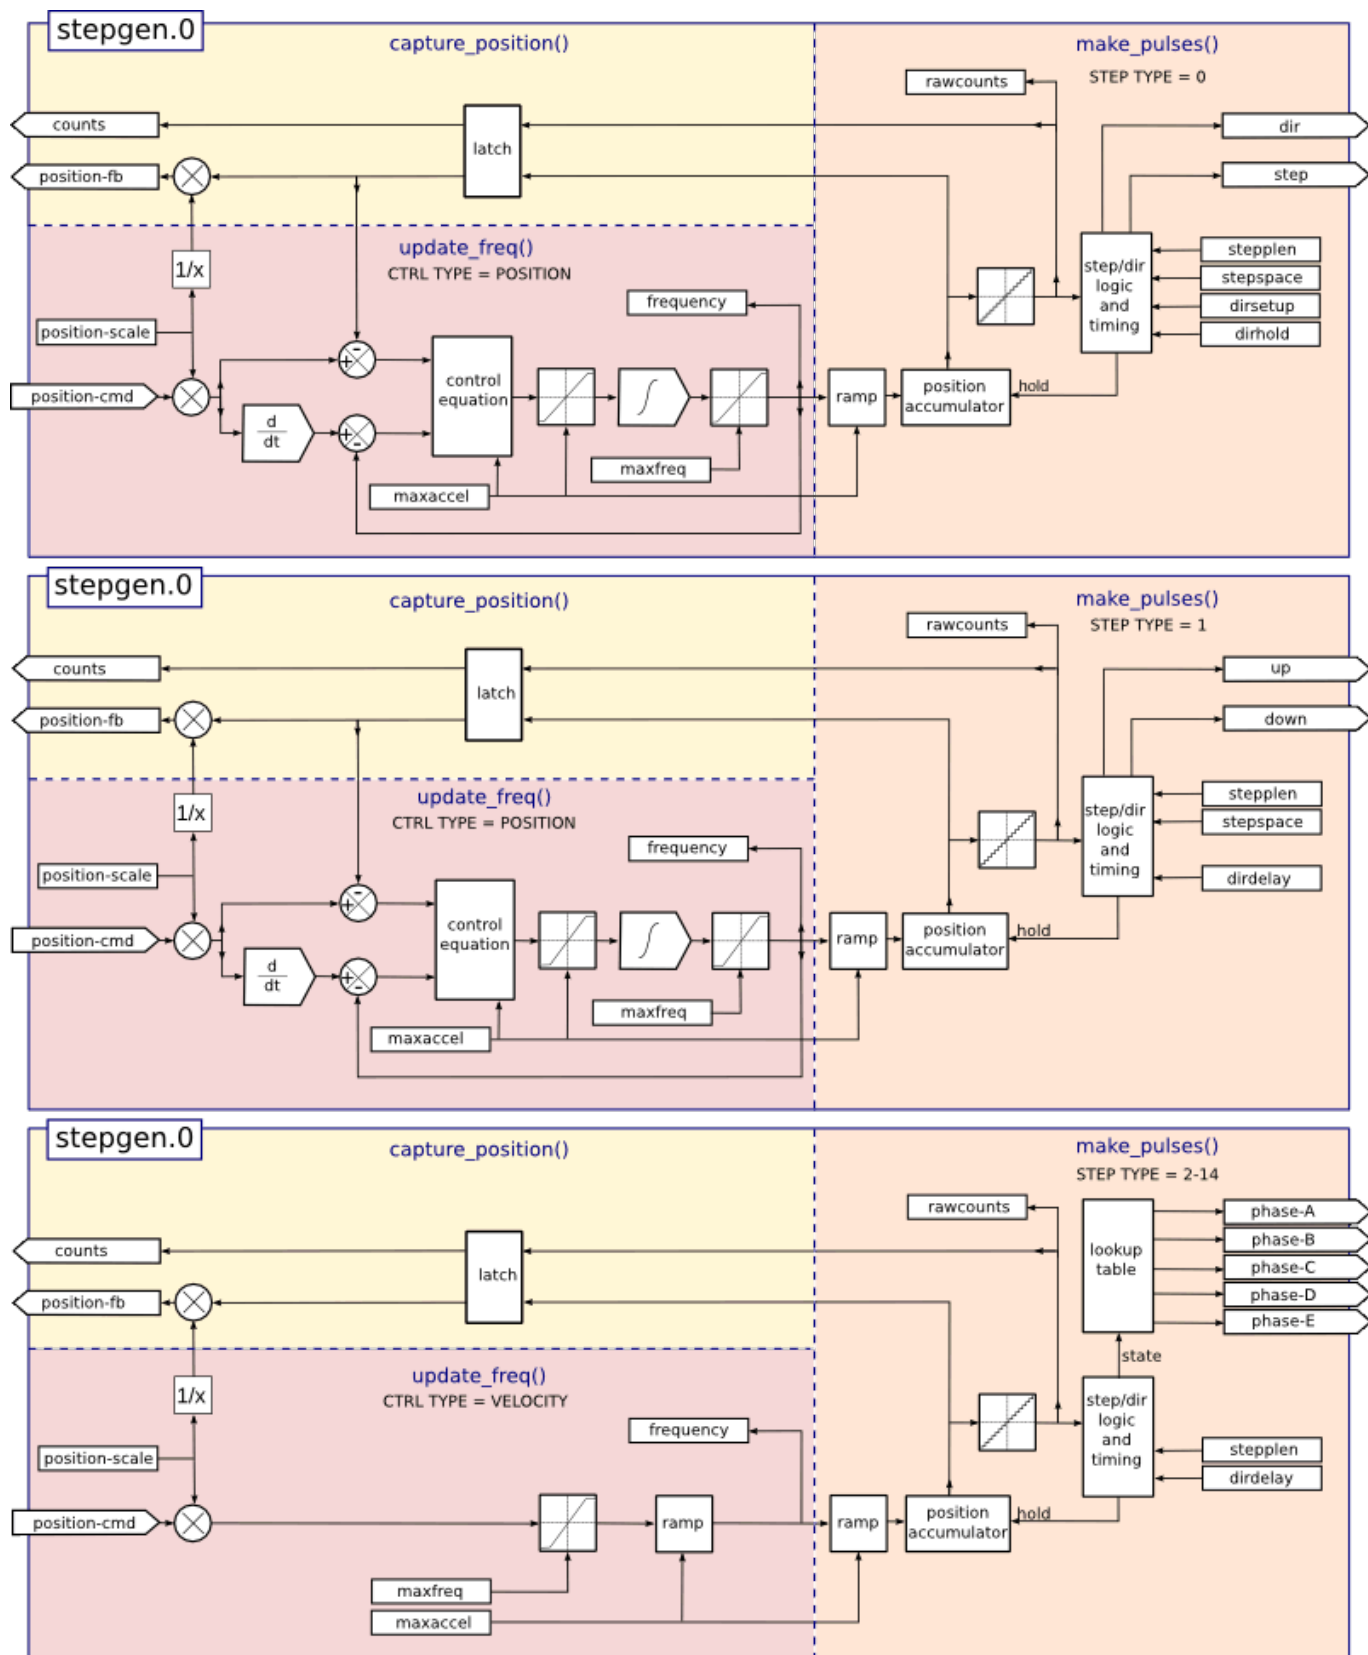 stepgen.0
capture_position()
make_pulses()
STEP TYPE = 0
rawcounts
counts
latch
dir
position-fb
step
update_freq()
CTRL TYPE = POSITION
1/x
frequency
step/dir
logic
and
timing
stepplen
stepspace
dirsetup
dirhold
position-scale
position-cmd
d
dt
+
-
+
-
control
equation
∫
ramp
position
accumulator
hold
maxfreq
maxaccel
stepgen.0
capture_position()
make_pulses()
STEP TYPE = 1
rawcounts
counts
latch
up
position-fb
down
update_freq()
CTRL TYPE = POSITION
1/x
frequency
step/dir
logic
and
timing
stepplen
stepspace
dirdelay
position-scale
position-cmd
d
dt
+
-
+
-
control
equation
∫
ramp
position
accumulator
hold
maxfreq
maxaccel
stepgen.0
capture_position()
make_pulses()
STEP TYPE = 2-14
rawcounts
lookup
table
phase-A
phase-B
phase-C
phase-D
phase-E
counts
latch
position-fb
state
update_freq()
CTRL TYPE = VELOCITY
1/x
frequency
step/dir
logic
and
timing
stepplen
dirdelay
position-scale
position-cmd
ramp
ramp
position
accumulator
hold
maxfreq
maxaccel